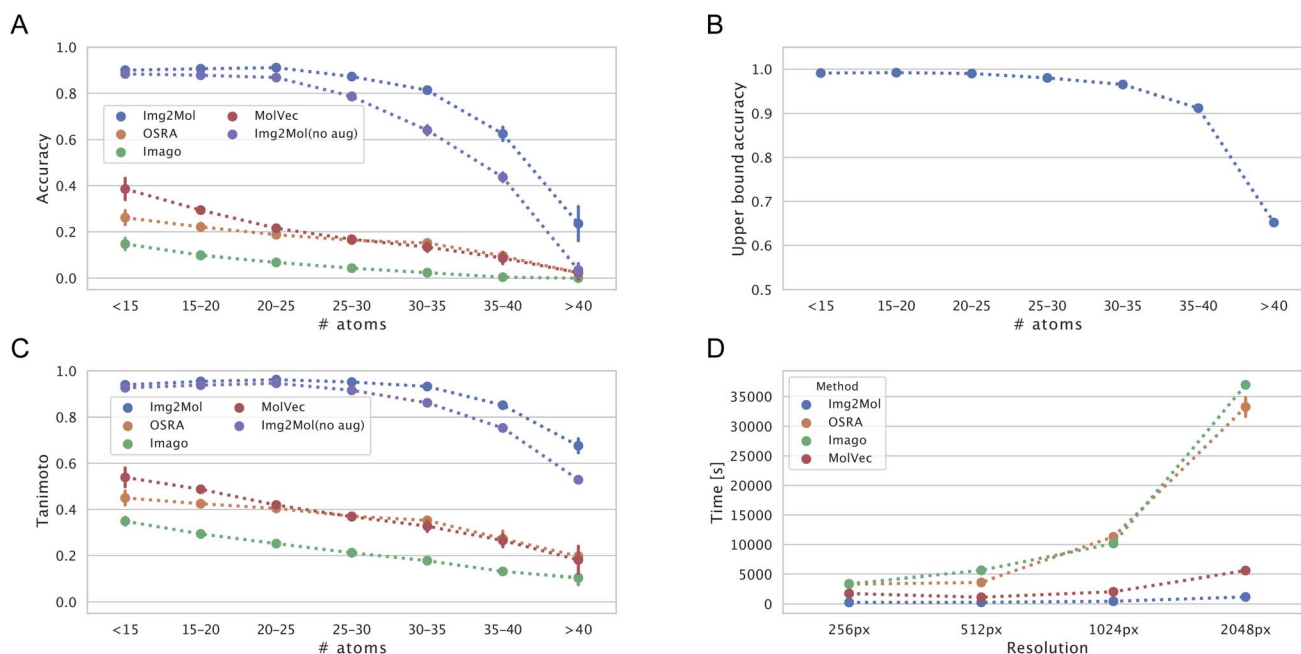 A
1.0
0.8
0.6
0.4
0.2
0.0
Accuracy
Img2Mol
OSRA
Imago
MolVec
Img2Mol(no aug)
<15
15–20
20–25
25–30
30–35
35–40
>40
# atoms
B
1.0
0.9
0.8
0.7
0.6
0.5
Upper bound accuracy
<15
15–20
20–25
25–30
30–35
35–40
>40
# atoms
C
1.0
0.8
0.6
0.4
0.2
0.0
Tanimoto
Img2Mol
OSRA
Imago
MolVec
Img2Mol(no aug)
<15
15–20
20–25
25–30
30–35
35–40
>40
# atoms
D
35000
30000
25000
20000
15000
10000
5000
0
Time [s]
Method
Img2Mol
OSRA
Imago
MolVec
256px
512px
1024px
2048px
Resolution